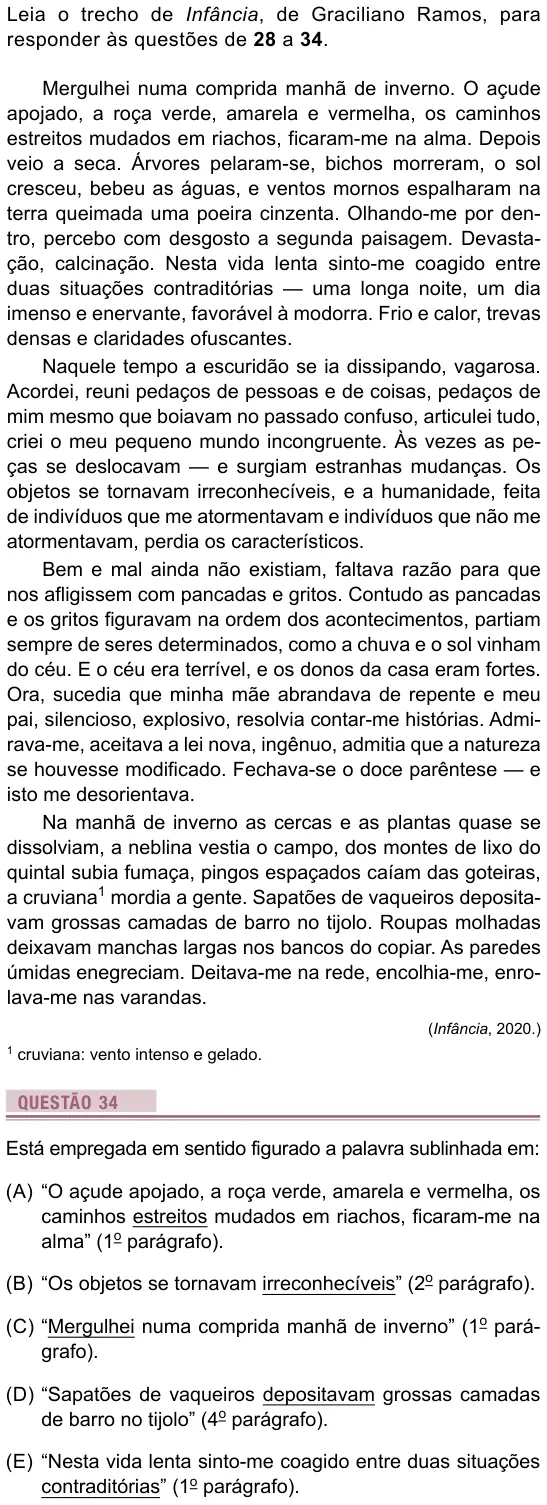 Leia o trecho de Infância, de Graciliano Ramos, para
responder às questões de 28 a 34.
Mergulhei numa comprida manhã de inverno. O açude
apojado, a roça verde, amarela e vermelha, os caminhos
estreitos mudados em riachos, ficaram-me na alma. Depois
veio a seca. Árvores pelaram-se, bichos morreram, o sol
cresceu, bebeu as águas, e ventos mornos espalharam na
terra queimada uma poeira cinzenta. Olhando-me por den-
tro, percebo com desgosto a segunda paisagem. Devasta-
ção, calcinação. Nesta vida lenta sinto-me coagido entre
duas situações contraditórias — uma longa noite, um dia
imenso e enervante, favorável à modorra. Frio e calor, trevas
densas e claridades ofuscantes.
Naquele tempo a escuridão se ia dissipando, vagarosa.
Acordei, reuni pedaços de pessoas e de coisas, pedaços de
mim mesmo que boiavam no passado confuso, articulei tudo,
criei o meu pequeno mundo incongruente. Às vezes as pe-
ças se deslocavam — e surgiam estranhas mudanças. Os
objetos se tornavam irreconhecíveis, e a humanidade, feita
de indivíduos que me atormentavam e indivíduos que não me
atormentavam, perdia os característicos.
Bem e mal ainda não existiam, faltava razão para que
nos afligissem com pancadas e gritos. Contudo as pancadas
e os gritos figuravam na ordem dos acontecimentos, partiam
sempre de seres determinados, como a chuva e o sol vinham
do céu. E o céu era terrível, e os donos da casa eram fortes.
Ora, sucedia que minha mãe abrandava de repente e meu
pai, silencioso, explosivo, resolvia contar-me histórias. Admi-
rava-me, aceitava a lei nova, ingênuo, admitia que a natureza
se houvesse modificado. Fechava-se o doce parêntese — e
isto me desorientava.
Na manhã de inverno as cercas e as plantas quase se
dissolviam, a neblina vestia o campo, dos montes de lixo do
quintal subia fumaça, pingos espaçados caíam das goteiras,
a cruviana¹ mordia a gente. Sapatões de vaqueiros deposita-
vam grossas camadas de barro no tijolo. Roupas molhadas
deixavam manchas largas nos bancos do copiar. As paredes
úmidas enegreciam. Deitava-me na rede, encolhia-me, enro-
lava-me nas varandas.
(Infância, 2020.)
¹ cruviana: vento intenso e gelado.
QUESTÃO 34
Está empregada em sentido figurado a palavra sublinhada em:
(A) “O açude apojado, a roça verde, amarela e vermelha, os
caminhos estreitos mudados em riachos, ficaram-me na
alma” (1º parágrafo).
(B) “Os objetos se tornavam irreconhecíveis” (2º parágrafo).
(C) “Mergulhei numa comprida manhã de inverno” (1º pará-
grafo).
(D) “Sapatões de vaqueiros depositavam grossas camadas
de barro no tijolo” (4º parágrafo).
(E) “Nesta vida lenta sinto-me coagido entre duas situações
contraditórias” (1º parágrafo).